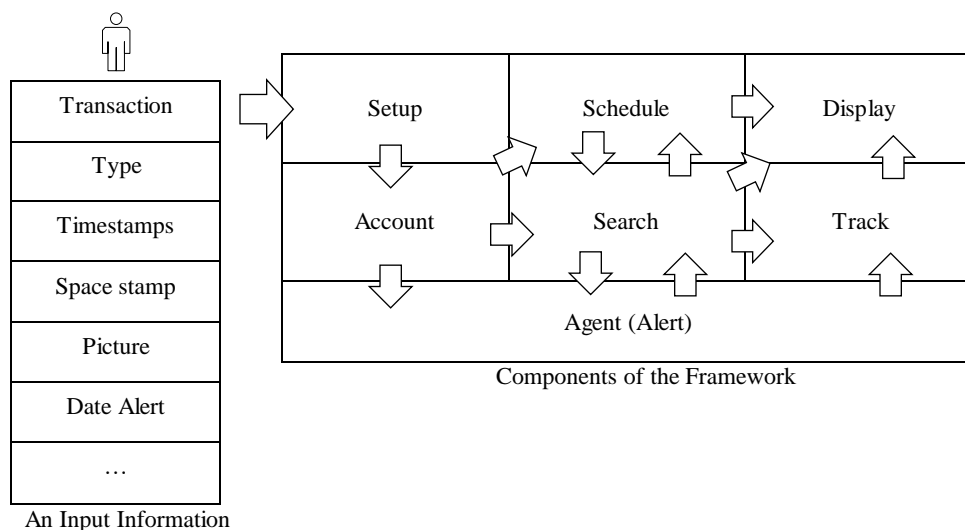 Transaction
Type
Timestamps
Space stamp
Picture
Date Alert
…
An Input Information
Setup
Schedule
Display
Account
Search
Track
Agent (Alert)
Components of the Framework